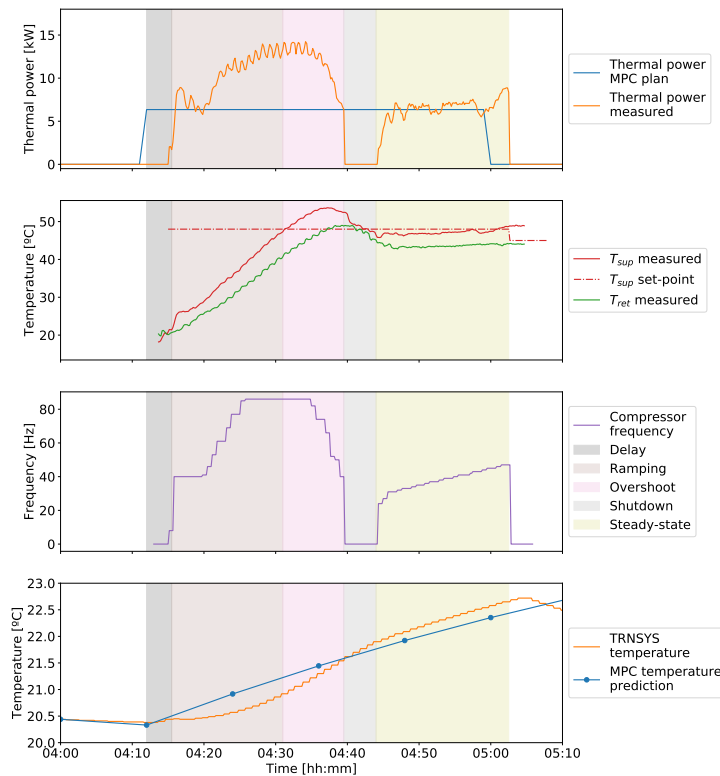 Thermal power [kW]
15
10
5
0
Thermal power
MPC plan
Thermal power
measured
Temperature [ºC]
50
40
30
20
T_sup measured
T_sup set-point
T_ret measured
Frequency [Hz]
80
60
40
20
0
Compressor
frequency
Delay
Ramping
Overshoot
Shutdown
Steady-state
Temperature [ºC]
23.0
22.5
22.0
21.5
21.0
20.5
20.0
TRNSYS
temperature
MPC temperature
prediction
04:00 04:10 04:20 04:30 04:40 04:50 05:00 05:10
Time [hh:mm]